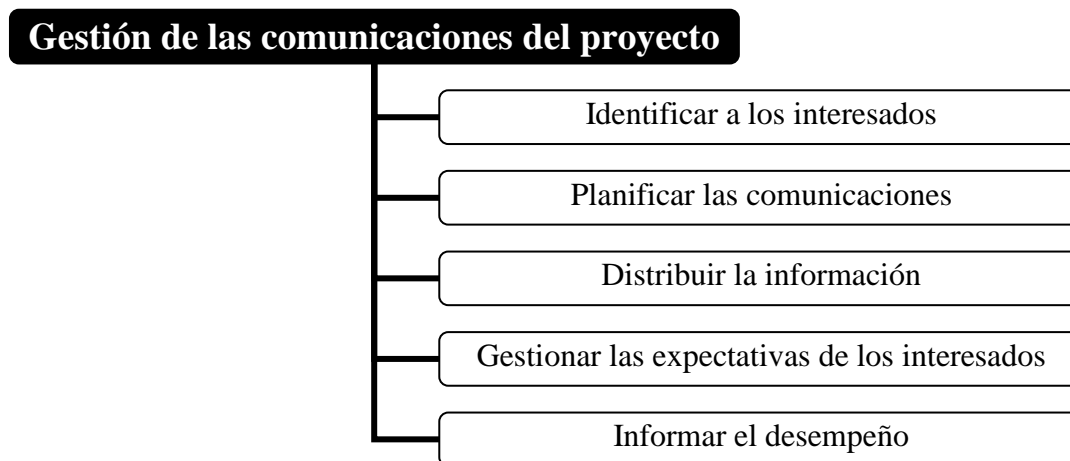 Gestión de las comunicaciones del proyecto
Identificar a los interesados
Planificar las comunicaciones
Distribuir la información
Gestionar las expectativas de los interesados
Informar el desempeño